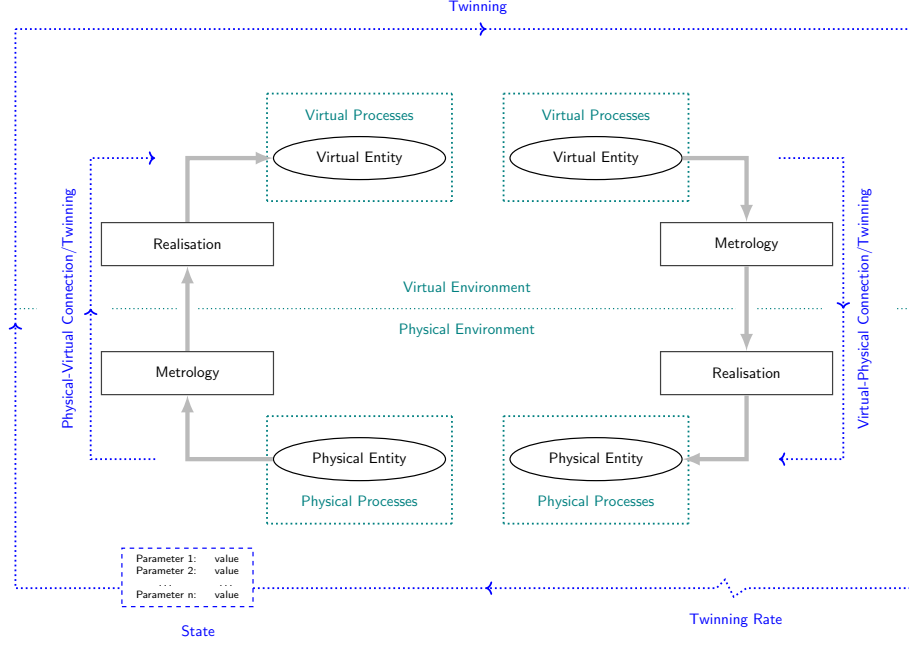 Twinning
Virtual Processes
Virtual Processes
Virtual Entity
Virtual Entity
Physical-Virtual Connection/Twinning
Virtual-Physical Connection/Twinning
Realisation
Metrology
Virtual Environment
Physical Environment
Metrology
Realisation
Physical Entity
Physical Entity
Physical Processes
Physical Processes
Parameter 1: value
Parameter 2: value
... ...
Parameter n: value
Twinning Rate
State